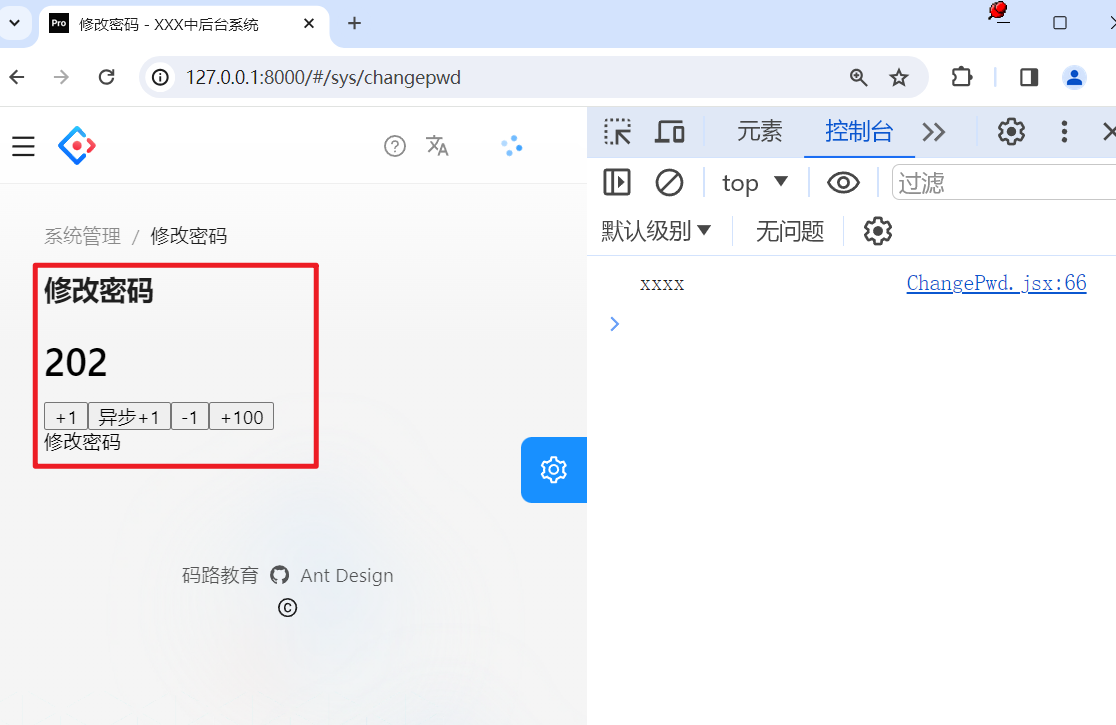 Pro 修改密码 - XXX中后台系统
127.0.0.1:8000/#/sys/changepwd
元素 控制台
top 过滤
默认级别 无问题
xxxx ChangePwd.jsx:66
系统管理 / 修改密码
修改密码
202
+1 异步+1 -1 +100
修改密码
码路教育 Ant Design
©